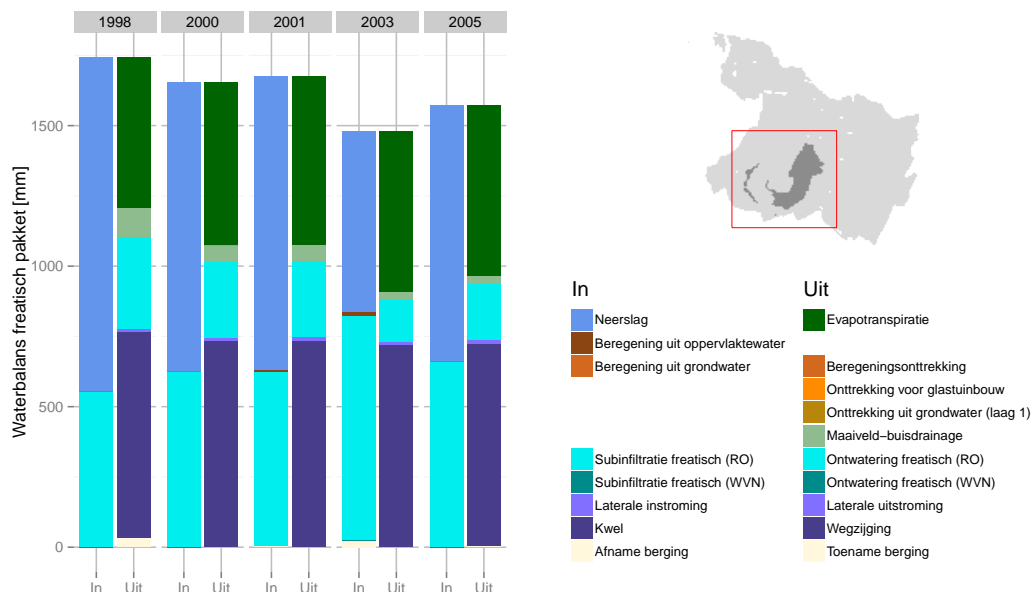 1998 2000 2001 2003 2005
Waterbalans freatisch pakket [mm]
1500
1000
500
0
In Uit In Uit In Uit In Uit In Uit
In Uit
Neerslag Evapotranspiratie
Beregening uit oppervlaktewater
Beregening uit grondwater Beregeningsonttrekking
Onttrekking voor glastuinbouw
Onttrekking uit grondwater (laag 1)
Maaiveld−buisdrainage
Subinfiltratie freatisch (RO) Ontwatering freatisch (RO)
Subinfiltratie freatisch (WVN) Ontwatering freatisch (WVN)
Laterale instroming Laterale uitstroming
Kwel Wegzijging
Afname berging Toename berging